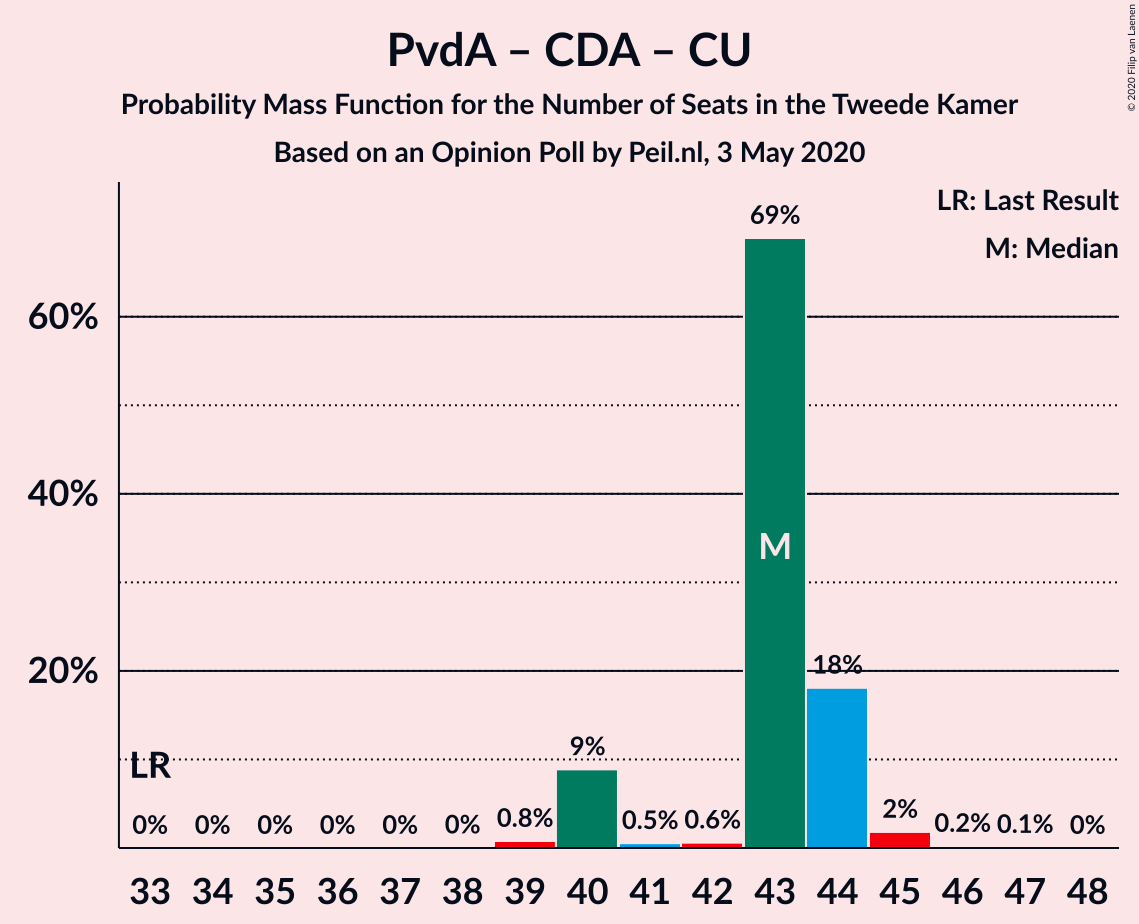 PvdA – CDA – CU
Probability Mass Function for the Number of Seats in the Tweede Kamer
Based on an Opinion Poll by Peil.nl, 3 May 2020
© 2020 Filip van Laenen
LR: Last Result
M: Median
69%
60%
M
40%
18%
20%
9%
LR
0% 0% 0% 0% 0% 0% 0.8% 0.5% 0.6% 2% 0.2% 0.1% 0%
33 34 35 36 37 38 39 40 41 42 43 44 45 46 47 48